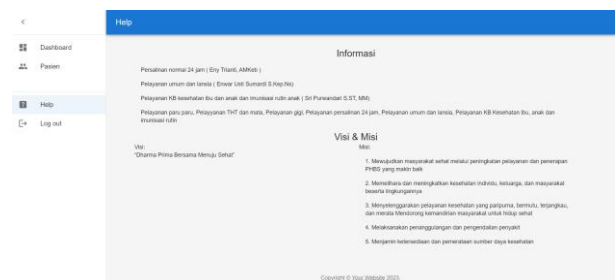 Help
Dashboard
Pasien
Help
Log out
Informasi
Persalinan normal 24 jam ( Erry Trianti, AMKeb )
Pelayanan umum dan lansia ( Enwar Usti Sumardi S.Kep,Ns)
Pelayanan KB kesehatan ibu dan anak dan imunisasi rutin anak ( Sri Purwandari S.ST, MM)
Pelayanan paru paru, Pelayanan THT dan mata, Pelayanan gigi, Pelayanan persalinan 24 jam, Pelayanan umum dan lansia, Pelayanan KB Kesehatan Ibu, anak dan
imunisasi rutin
Visi & Misi
Visi:
"Dharma Prima Bersama Menuju Sehat"
Misi:
1. Mewujudkan masyarakat sehat melalui peningkatan pelayanan dan penerapan
PHBS yang makin baik
2. Memelihara dan meningkatkan kesehatan individu, keluarga, dan masyarakat
beserta lingkungannya
3. Menyelenggarakan pelayanan kesehatan yang paripurna, bermutu, terjangkau,
dan merata Mendorong kemandirian masyarakat untuk hidup sehat
4. Melaksanakan penanggulangan dan pengendalian penyakit
5. Menjamin ketersediaan dan pemerataan sumber daya kesehatan
Copyright © Your Website 2023.